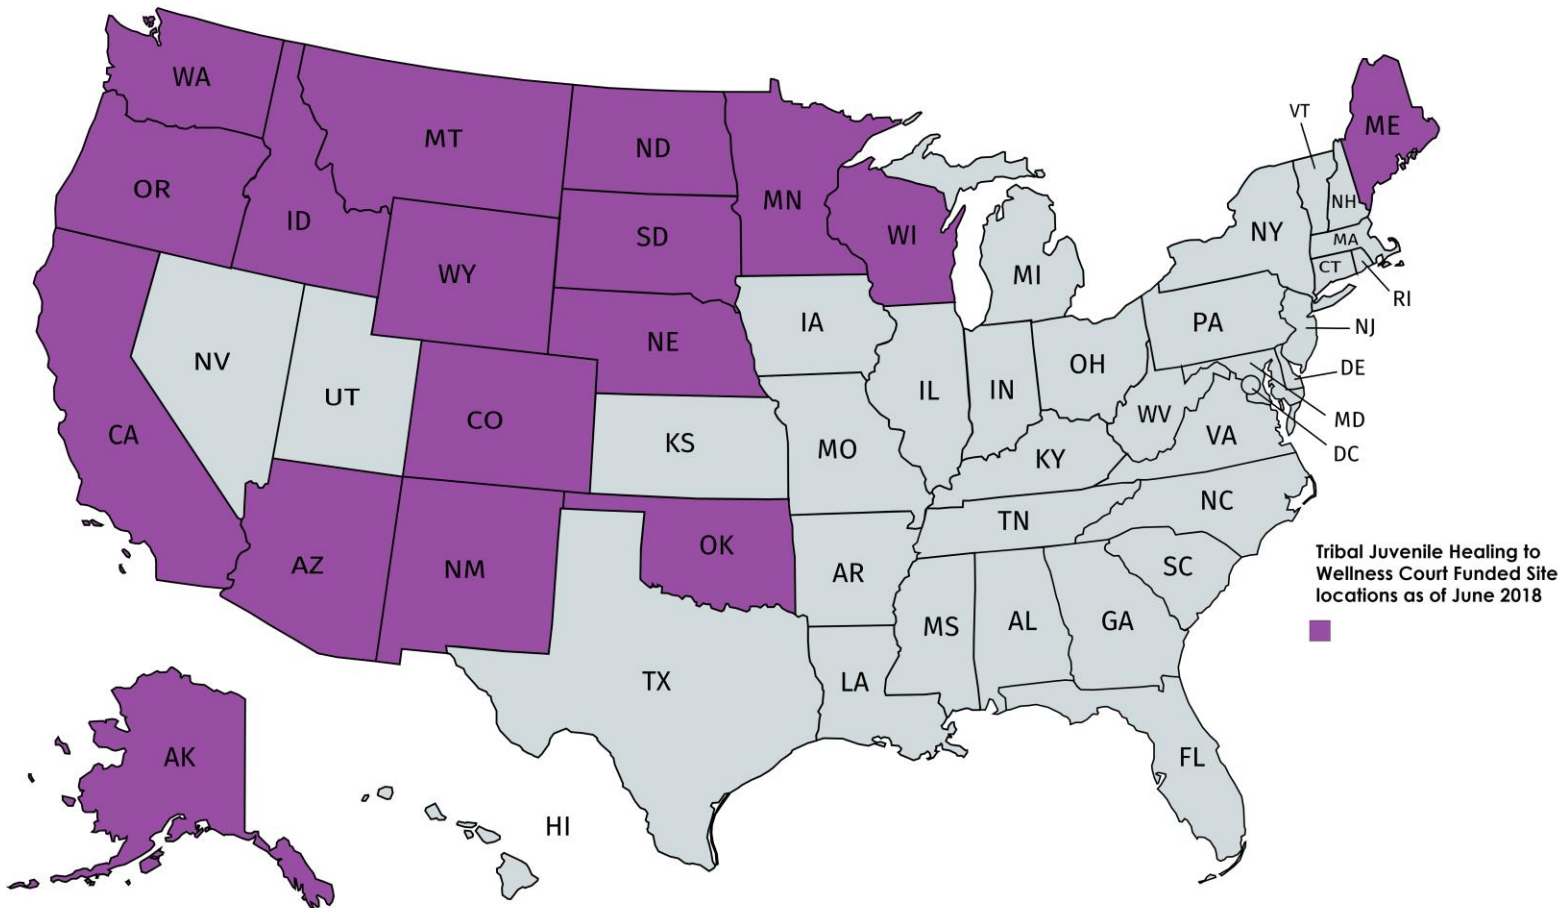 WA
MT
ND
MN
OR
ID
WY
SD
WI
MI
NE
IA
CA
NV
UT
CO
KS
MO
IL
IN
OH
KY
WV
VA
PA
NY
VT
NH
ME
MA
CT
RI
NJ
DE
MD
DC
AZ
NM
OK
AR
TN
NC
SC
MS
AL
GA
TX
LA
FL
AK
HI
Tribal Juvenile Healing to
Wellness Court Funded Site
locations as of June 2018